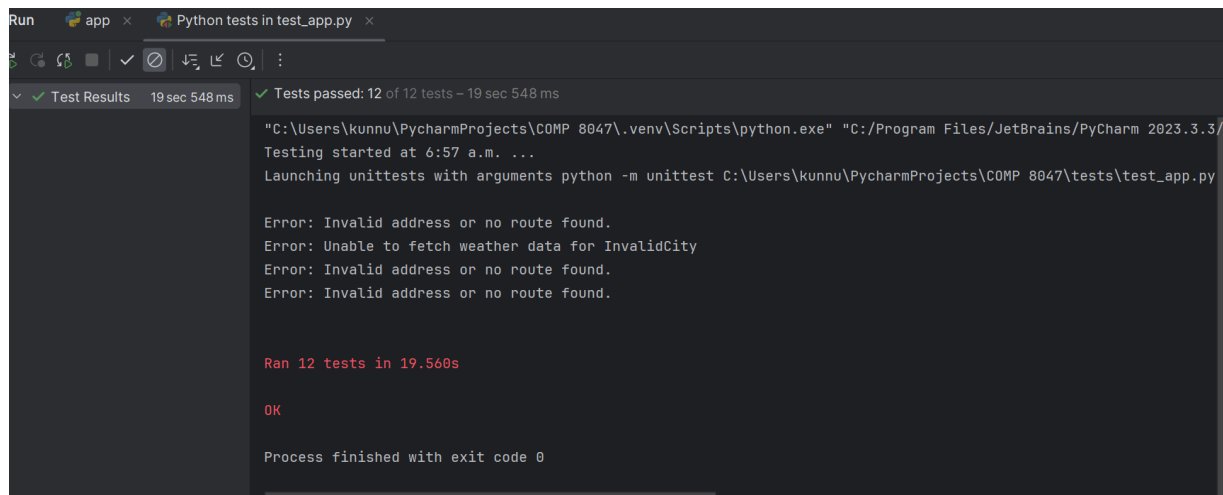 Run app × Python tests in test_app.py ×
Test Results 19 sec 548 ms
Tests passed: 12 of 12 tests – 19 sec 548 ms
"C:\Users\kunnu\PycharmProjects\COMP 8047\.venv\Scripts\python.exe" "C:/Program Files/JetBrains/PyCharm 2023.3.3/
Testing started at 6:57 a.m. ...
Launching unittests with arguments python -m unittest C:\Users\kunnu\PycharmProjects\COMP 8047\tests\test_app.py
Error: Invalid address or no route found.
Error: Unable to fetch weather data for InvalidCity
Error: Invalid address or no route found.
Error: Invalid address or no route found.
Ran 12 tests in 19.560s
OK
Process finished with exit code 0